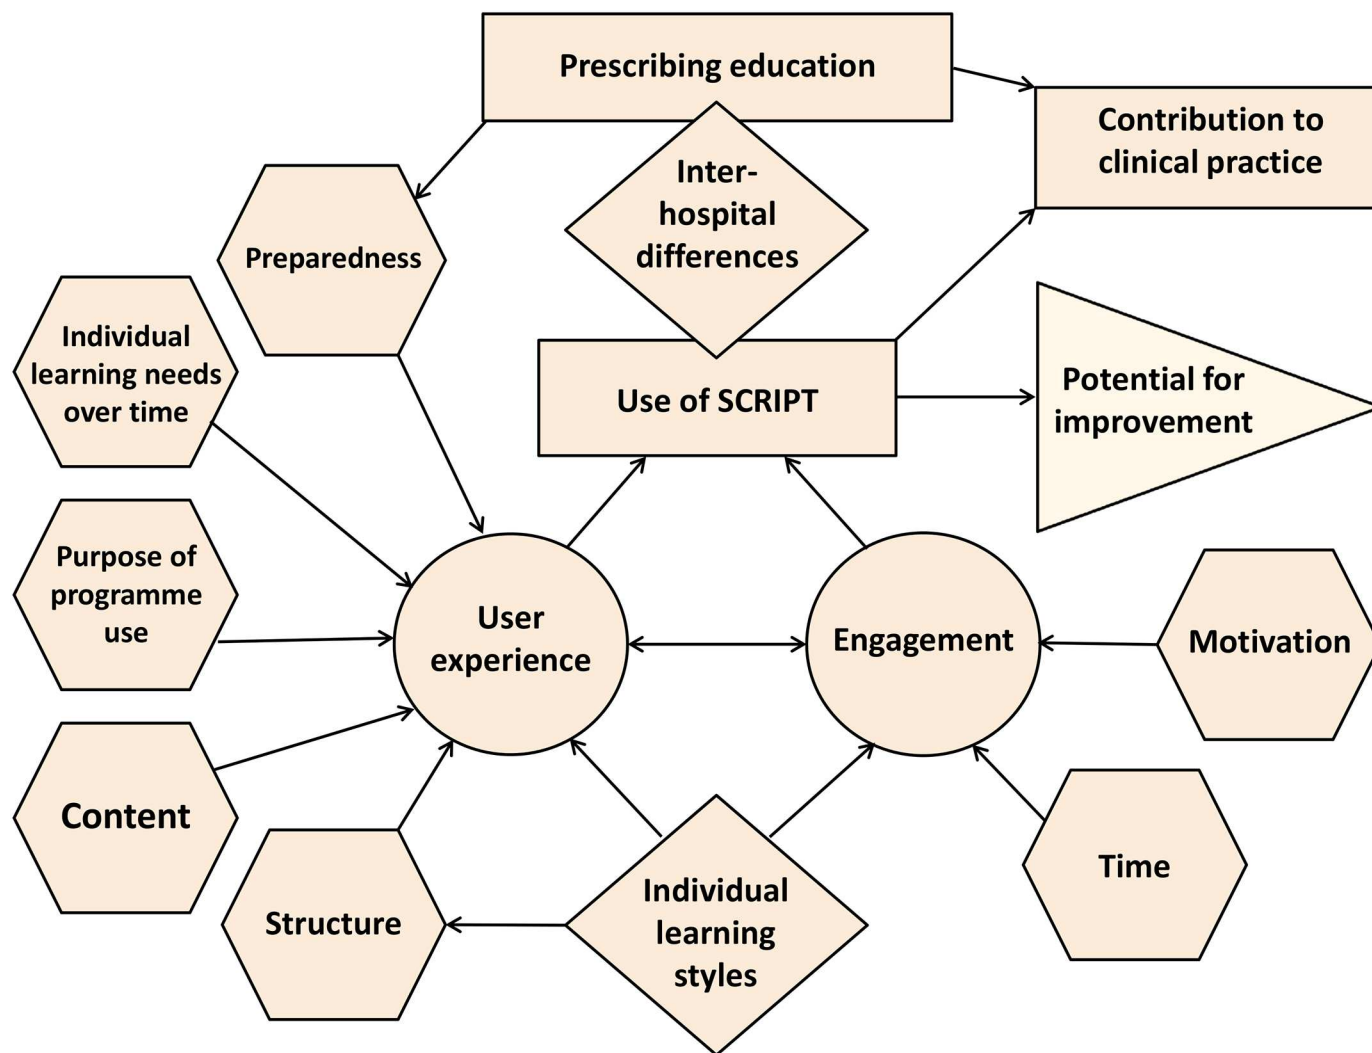 Prescribing education
Contribution to
clinical practice
Inter-
hospital
differences
Preparedness
Individual
learning needs
over time
Use of SCRIPT
Potential for
improvement
Purpose of
programme
use
User
experience
Engagement
Motivation
Content
Structure
Individual
learning
styles
Time